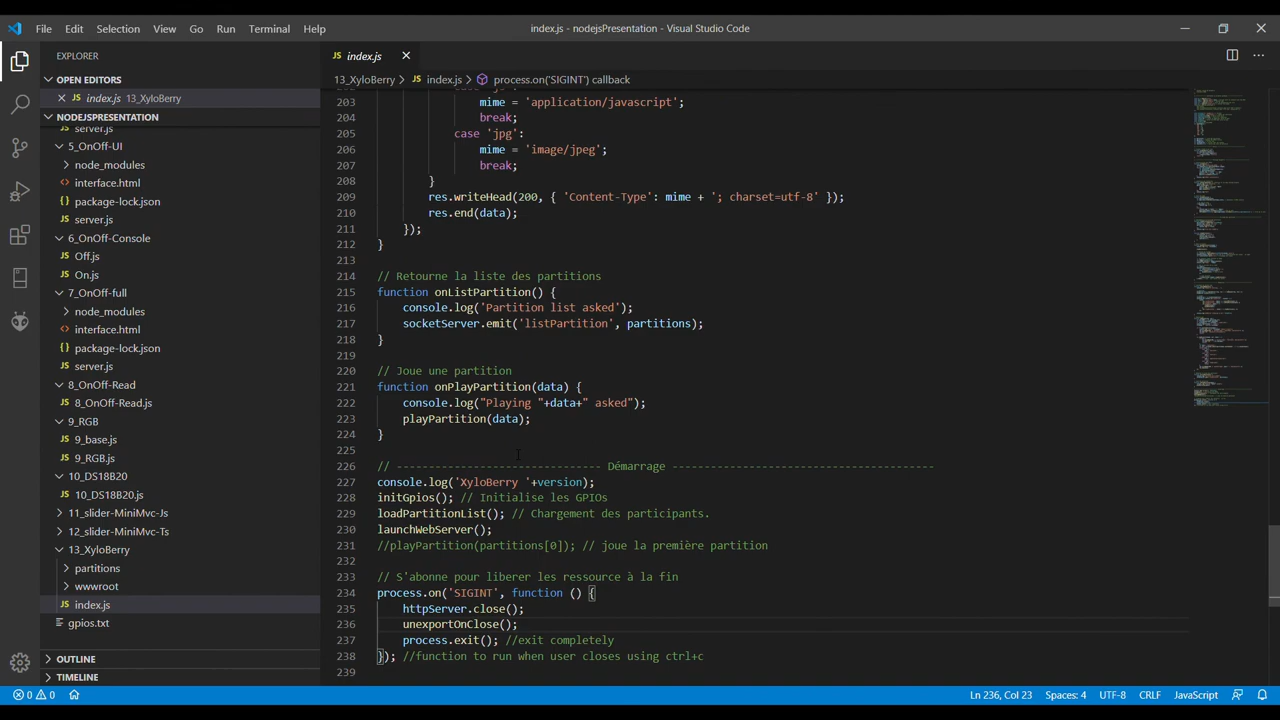 File Edit Selection View Go Run Terminal Help
index.js - nodejsPresentation - Visual Studio Code
EXPLORER
OPEN EDITORS
index.js 13_XyloBerry
NODEJSPRESENTATION
server.js
5_OnOff-UI
node_modules
interface.html
package-lock.json
server.js
6_OnOff-Console
Off.js
On.js
7_OnOff-full
node_modules
interface.html
package-lock.json
server.js
8_OnOff-Read
8_OnOff-Read.js
9_RGB
9_base.js
9_RGB.js
10_DS18B20
10_DS18B20.js
11_slider-MiniMvc-Js
12_slider-MiniMvc-Ts
13_XyloBerry
partitions
wwwroot
index.js
gpios.txt
OUTLINE
TIMELINE
JS index.js
13_XyloBerry > JS index.js > process.on('SIGINT') callback
203 mime = 'application/javascript';
204 break;
205 case 'jpg':
206 mime = 'image/jpeg';
207 break;
208 }
209 res.writeHead(200, { 'Content-Type': mime + '; charset=utf-8' });
210 res.end(data);
211 });
212 }
213
214 // Retourne la liste des partitions
215 function onListPartition() {
216 console.log('Partition list asked');
217 socketServer.emit('listPartition', partitions);
218 }
219
220 // Joue une partition
221 function onPlayPartition(data) {
222 console.log("Playing "+data+" asked");
223 playPartition(data);
224 }
225
226 // -------------------------------- Démarrage -----------------------------------------
227 console.log('XyloBerry '+version);
228 initGpios(); // Initialise les GPIOs
229 loadPartitionList(); // Chargement des participants.
230 launchWebServer();
231 //playPartition(partitions[0]); // joue la première partition
232
233 // S'abonne pour liberer les ressource à la fin
234 process.on('SIGINT', function () {
235 httpServer.close();
236 unexportOnClose();
237 process.exit(); //exit completely
238 }); //function to run when user closes using ctrl+c
239
0 0
Ln 236, Col 23 Spaces: 4 UTF-8 CRLF JavaScript